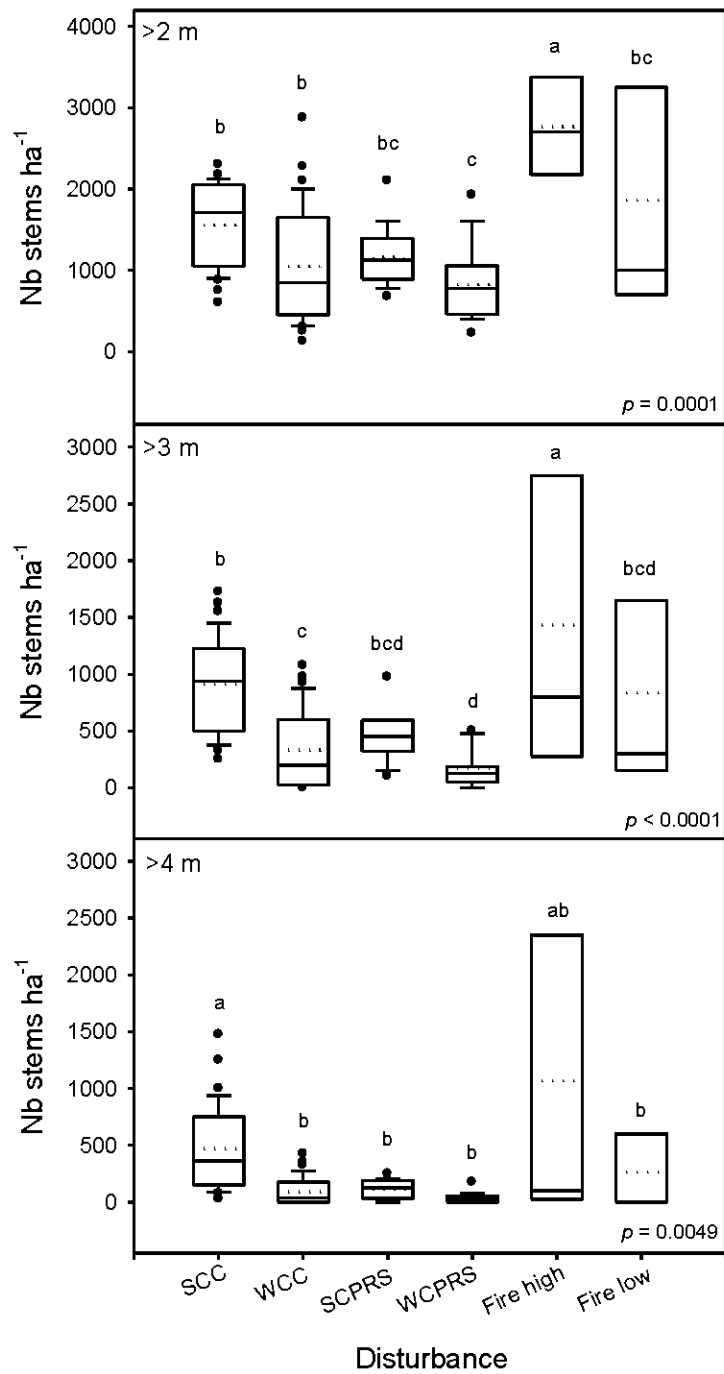 >2 m
4000
3000
2000
1000
0
Nb stems ha⁻¹
b
b
bc
c
a
bc
p = 0.0001
>3 m
3000
2500
2000
1500
1000
500
0
Nb stems ha⁻¹
b
c
bcd
d
a
bcd
p < 0.0001
>4 m
3000
2500
2000
1500
1000
500
0
Nb stems ha⁻¹
a
b
b
b
ab
b
p = 0.0049
SCC
WCC
SCPRS
WCPRS
Fire high
Fire low
Disturbance